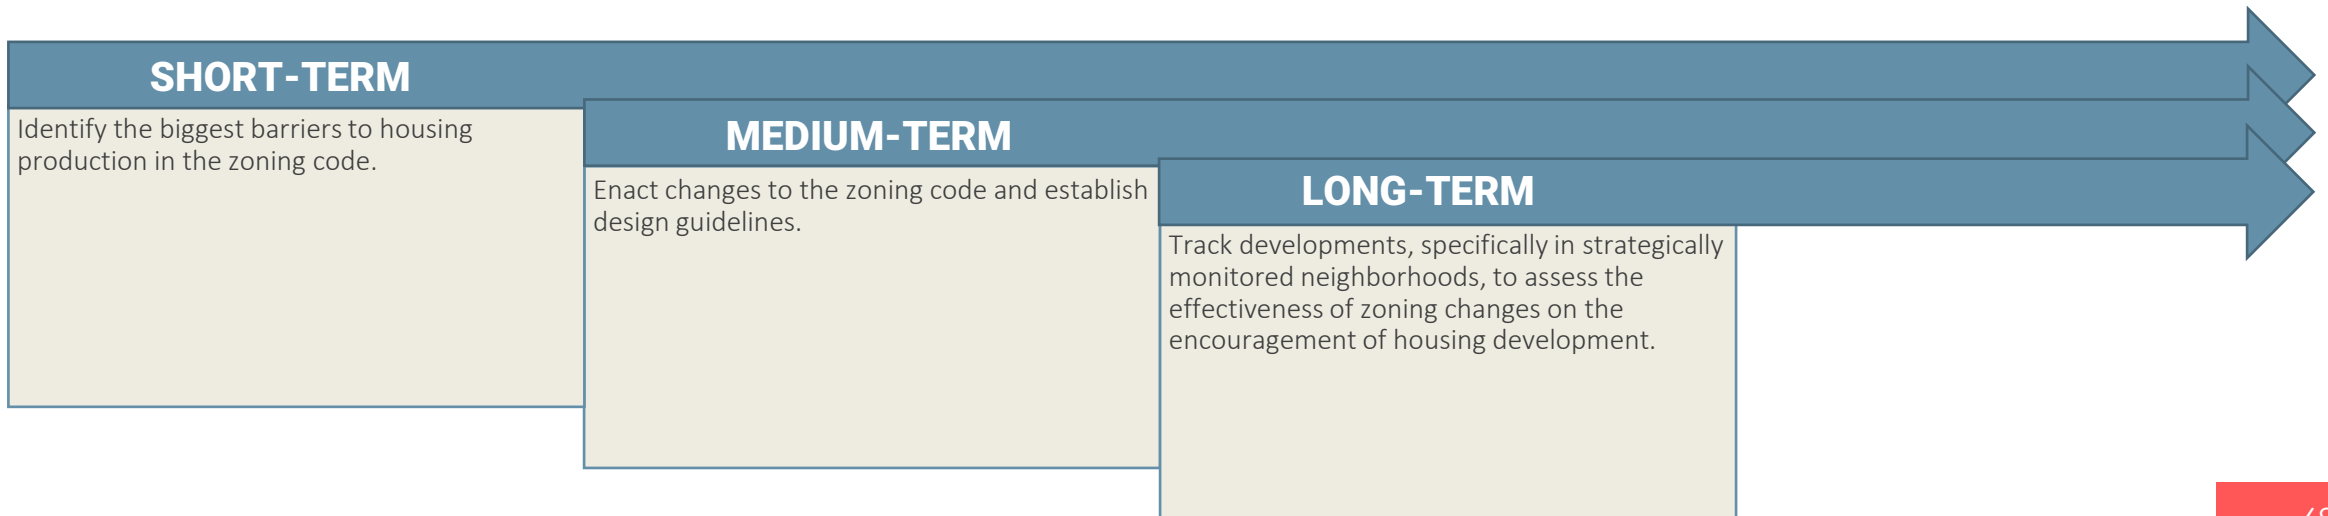 SHORT-TERM
Identify the biggest barriers to housing
production in the zoning code.
MEDIUM-TERM
Enact changes to the zoning code and establish
design guidelines.
LONG-TERM
Track developments, specifically in strategically
monitored neighborhoods, to assess the
effectiveness of zoning changes on the
encouragement of housing development.